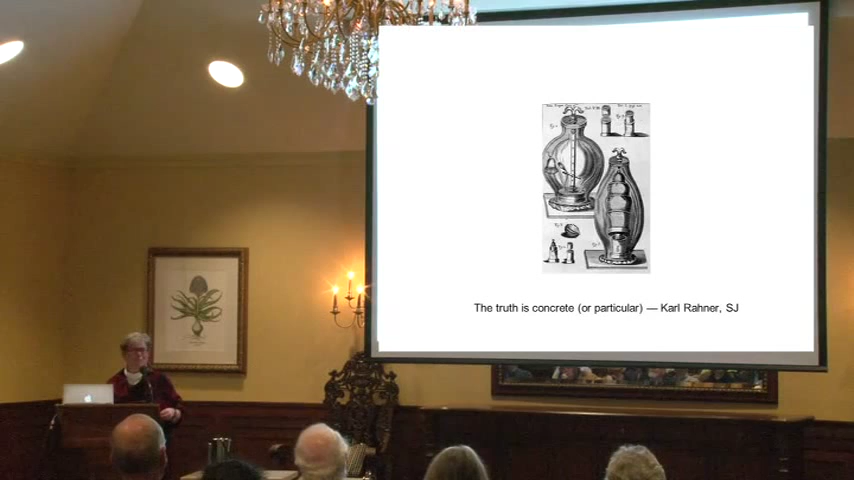 The truth is concrete (or particular) — Karl Rahner, SJ